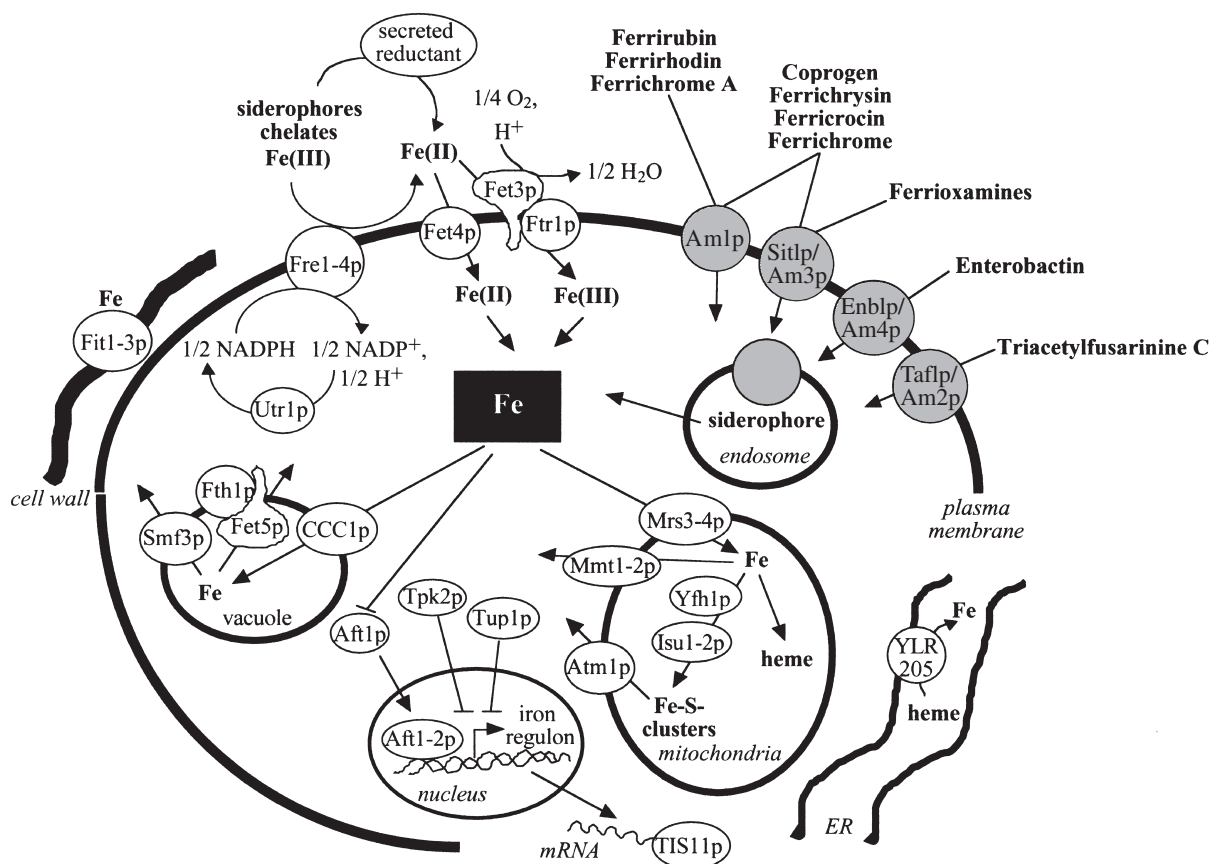 secreted
reductant
siderophores
chelates
Fe(III)
Fe(II)
1/4 O₂,
H⁺
1/2 H₂O
Fet3p
Fet4p
Ftr1p
Fre1-4p
Fe(II)
Fe(III)
Ferrirubin
Ferrirhodin
Ferrichrome A
Coprogen
Ferrichrysin
Ferricrocin
Ferrichrome
Ferrioxamines
Enterobactin
Triacetylfusarinine C
Am1p
Sitlp/
Am3p
Enblp/
Am4p
Taflp/
Am2p
Fe
Fit1-3p
cell wall
1/2 NADPH
1/2 NADP⁺,
1/2 H⁺
Utr1p
Fe
siderophore
endosome
plasma
membrane
Fth1p
Fet5p
Smf3p
CCC1p
Fe
vacuole
Mrs3-4p
Mmt1-2p
Fe
Yfh1p
Isu1-2p
Atm1p
heme
Fe-S-
clusters
mitochondria
Aft1p
Tpk2p
Tup1p
Aft1-2p
iron
regulon
nucleus
mRNA
TIS11p
Fe
YLR
205
heme
ER